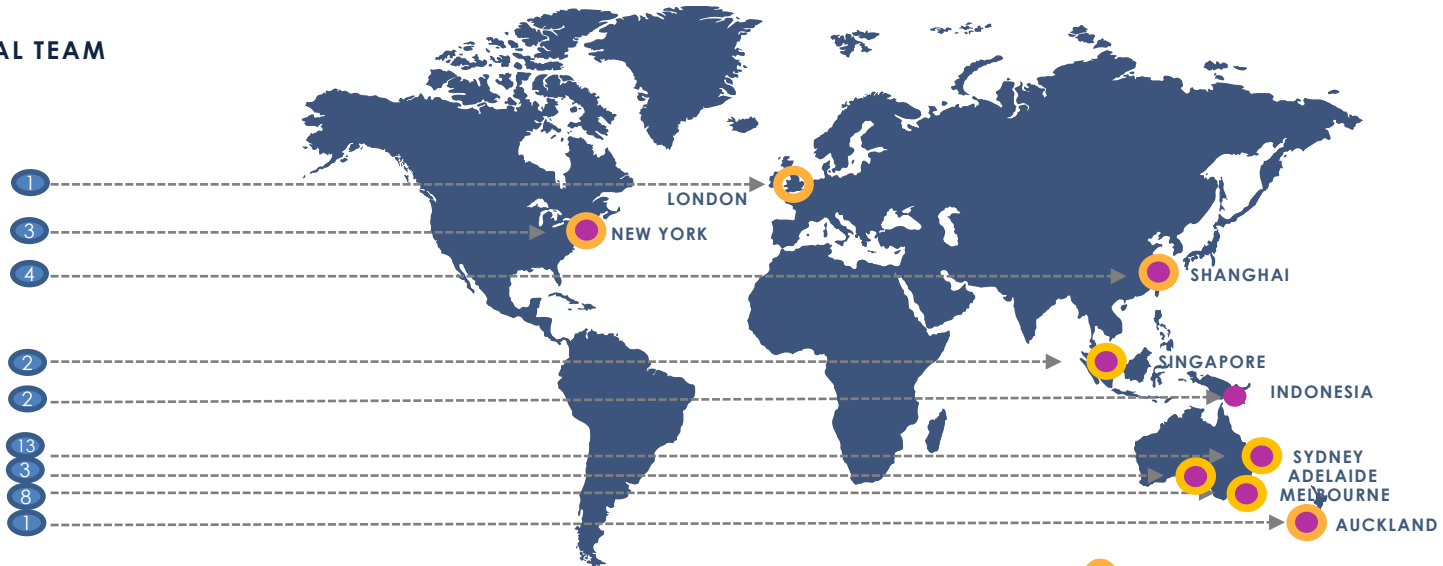 AL TEAM
1
LONDON
3
NEW YORK
4
SHANGHAI
2
SINGAPORE
2
INDONESIA
13
SYDNEY
3
ADELAIDE
8
MELBOURNE
1
AUCKLAND